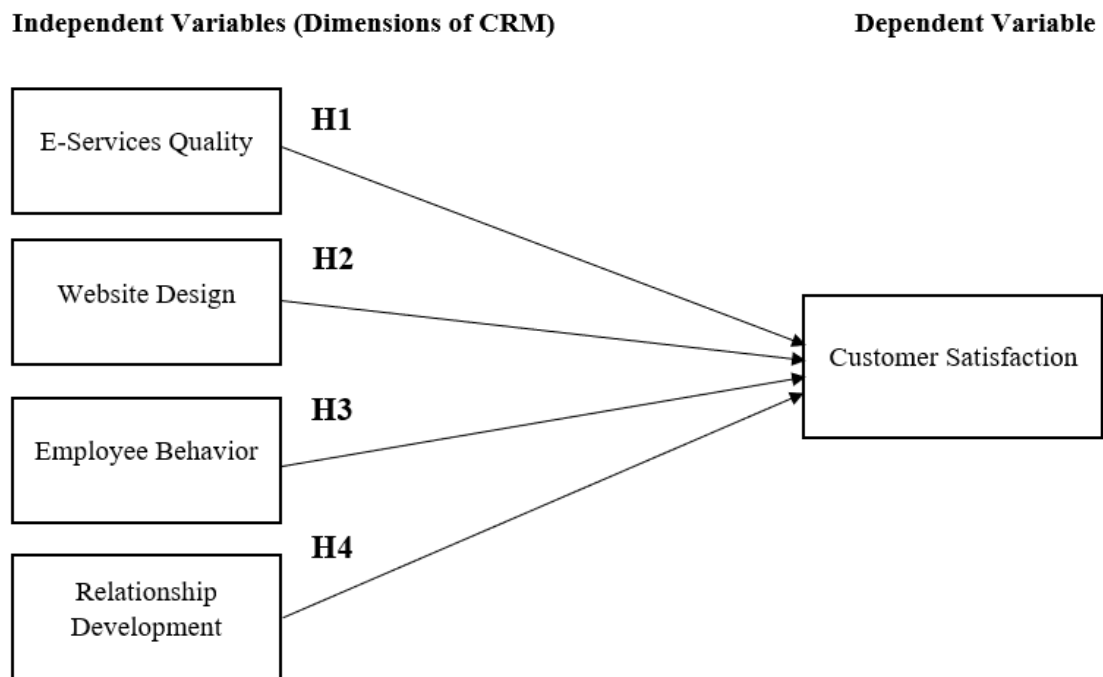 Independent Variables (Dimensions of CRM)
Dependent Variable
E-Services Quality
H1
Website Design
H2
Employee Behavior
H3
Relationship
Development
H4
Customer Satisfaction